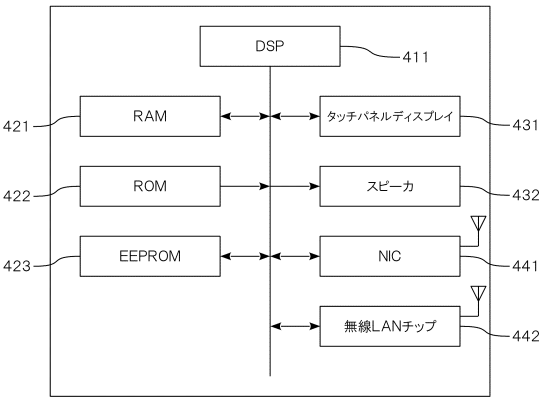 DSP
411
RAM
421
タッチパネルディスプレイ
431
ROM
422
スピーカ
432
EEPROM
423
NIC
441
無線LANチップ
442